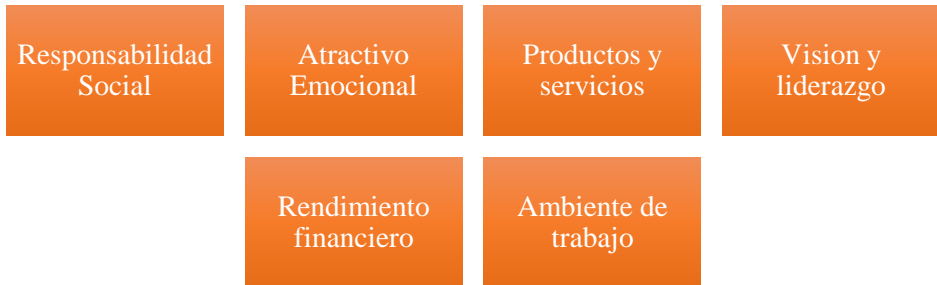 Responsabilidad
Social
Atractivo
Emocional
Productos y
servicios
Vision y
liderazgo
Rendimiento
financiero
Ambiente de
trabajo